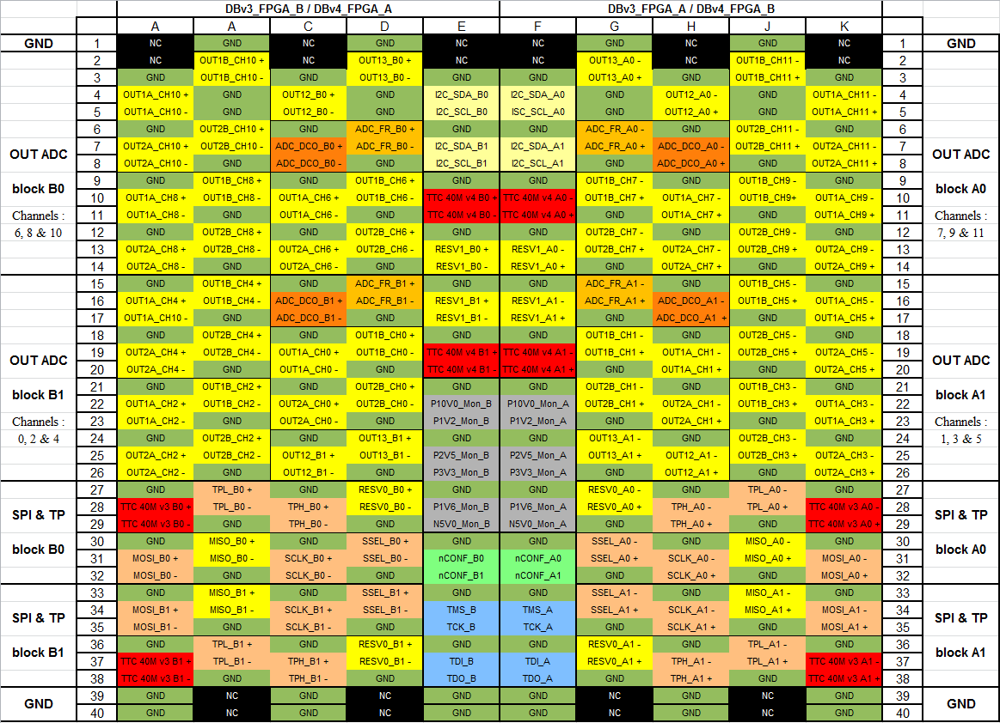 DBv3_FPGA_B / DBv4_FPGA_A DBv3_FPGA_A / DBv4_FPGA_B
A A C D E F G H J K
GND 1 NC GND NC GND NC NC GND NC GND NC 1 GND
2 NC OUT1B_CH10 + NC OUT13_B0 + NC NC OUT13_A0 - NC OUT1B_CH11 - NC 2
3 GND OUT1B_CH10 - GND OUT13_B0 - GND GND OUT13_A0 + GND OUT1B_CH11 + GND 3
4 OUT1A_CH10 + GND OUT12_B0 + GND I2C_SDA_B0 I2C_SDA_A0 GND OUT12_A0 - GND OUT1A_CH11 - 4
5 OUT1A_CH10 - GND OUT12_B0 - GND I2C_SCL_B0 ISC_SCL_A0 GND OUT12_A0 + GND OUT1A_CH11 + 5
6 GND OUT2B_CH10 + GND ADC_FR_B0 + GND GND ADC_FR_A0 - GND OUT2B_CH11 - GND 6
OUT ADC 7 OUT2A_CH10 + OUT2B_CH10 - ADC_DCO_B0 + ADC_FR_B0 - I2C_SDA_B1 I2C_SDA_A1 ADC_FR_A0 + ADC_DCO_A0 - OUT2B_CH11 + OUT2A_CH11 - 7 OUT ADC
8 OUT2A_CH10 - GND ADC_DCO_B0 - GND I2C_SCL_B1 I2C_SCL_A1 GND ADC_DCO_A0 + GND OUT2A_CH11 + 8
block B0 9 GND OUT1B_CH8 + GND OUT1B_CH6 + GND GND OUT1B_CH7 - GND OUT1B_CH9 - GND 9 block A0
10 OUT1A_CH8 + OUT1B_CH8 - OUT1A_CH6 + OUT1B_CH6 - TTC 40M v4 B0 + TTC 40M v4 A0 - OUT1B_CH7 + OUT1A_CH7 - OUT1B_CH9+ OUT1A_CH9 - 10
Channels : 11 OUT1A_CH8 - GND OUT1A_CH6 - GND TTC 40M v4 B0 - TTC 40M v4 A0 + GND OUT1A_CH7 + GND OUT1A_CH9 + 11 Channels :
6, 8 & 10 12 GND OUT2B_CH8 + GND OUT2B_CH6 + GND GND OUT2B_CH7 - GND OUT2B_CH9 - GND 12 7, 9 & 11
13 OUT2A_CH8 + OUT2B_CH8 - OUT2A_CH6 + OUT2B_CH6 - RESV1_B0 + RESV1_A0 - OUT2B_CH7 + OUT2A_CH7 - OUT2B_CH9 + OUT2A_CH9 - 13
14 OUT2A_CH8 - GND OUT2A_CH6 - GND RESV1_B0 - RESV1_A0 + GND OUT2A_CH7 + GND OUT2A_CH9 + 14
15 GND OUT1B_CH4 + GND ADC_FR_B1 + GND GND ADC_FR_A1 - GND OUT1B_CH5 - GND 15
16 OUT1A_CH4 + OUT1B_CH4 - ADC_DCO_B1 + ADC_FR_B1 - RESV1_B1 + RESV1_A1 - ADC_FR_A1 + ADC_DCO_A1 - OUT1B_CH5 + OUT1A_CH5 - 16
17 OUT1A_CH10 - GND ADC_DCO_B1 - GND RESV1_B1 - RESV1_A1 + GND ADC_DCO_A1 + GND OUT1A_CH5 + 17
18 GND OUT2B_CH4 + GND OUT1B_CH0 + GND GND OUT1B_CH1 - GND OUT2B_CH5 - GND 18
OUT ADC 19 OUT2A_CH4 + OUT2B_CH4 - OUT1A_CH0 + OUT1B_CH0 - TTC 40M v4 B1 + TTC 40M v4 A1 - OUT1B_CH1 + OUT1A_CH1 - OUT2B_CH5 + OUT2A_CH5 - 19 OUT ADC
20 OUT2A_CH4 - GND OUT1A_CH0 - GND TTC 40M v4 B1 - TTC 40M v4 A1 + GND OUT1A_CH1 + GND OUT2A_CH5 + 20
block B1 21 GND OUT1B_CH2 + GND OUT2B_CH0 + GND GND OUT2B_CH1 - GND OUT1B_CH3 - GND 21 block A1
22 OUT1A_CH2 + OUT1B_CH2 - OUT2A_CH0 + OUT2B_CH0 - P10V0_Mon_B P10V0_Mon_A OUT2B_CH1 + OUT2A_CH1 - OUT1B_CH3 + OUT1A_CH3 - 22
Channels : 23 OUT1A_CH2 - GND OUT2A_CH0 - GND P1V2_Mon_B P1V2_Mon_A GND OUT2A_CH1 + GND OUT1A_CH3 + 23 Channels :
0, 2 & 4 24 GND OUT2B_CH2 + GND OUT13_B1 + GND GND OUT13_A1 - GND OUT2B_CH3 - GND 24 1, 3 & 5
25 OUT2A_CH2 + OUT2B_CH2 - OUT12_B1 + OUT13_B1 - P2V5_Mon_B P2V5_Mon_A OUT13_A1 + OUT12_A1 - OUT2B_CH3 + OUT2A_CH3 - 25
26 OUT2A_CH2 - GND OUT12_B1 - GND P3V3_Mon_B P3V3_Mon_A GND OUT12_A1 + GND OUT2A_CH3 + 26
27 GND TPL_B0 + GND RESV0_B0 + GND GND RESV0_A0 - GND TPL_A0 - GND 27
SPI & TP 28 TTC 40M v3 B0 + TPL_B0 - TPH_B0 + RESV0_B0 - P1V6_Mon_B P1V6_Mon_A RESV0_A0 + TPH_A0 - TPL_A0 + TTC 40M v3 A0 - 28 SPI & TP
29 TTC 40M v3 B0 - GND TPH_B0 - GND N5V0_Mon_B N5V0_Mon_A GND TPH_A0 + GND TTC 40M v3 A0 + 29
block B0 30 GND MISO_B0 + GND SSEL_B0 + GND GND SSEL_A0 - GND MISO_A0 - GND 30 block A0
31 MOSI_B0 + MISO_B0 - SCLK_B0 + SSEL_B0 - nCONF_B0 nCONF_A0 SSEL_A0 + SCLK_A0 - MISO_A0 + MOSI_A0 - 31
32 MOSI_B0 - GND SCLK_B0 - GND nCONF_B1 nCONF_A1 GND SCLK_A0 + GND MOSI_A0 + 32
33 GND MISO_B1 + GND SSEL_B1 + GND GND SSEL_A1 - GND MISO_A1 - GND 33
SPI & TP 34 MOSI_B1 + MISO_B1 - SCLK_B1 + SSEL_B1 - TMS_B TMS_A SSEL_A1 + SCLK_A1 - MISO_A1 + MOSI_A1 - 34 SPI & TP
35 MOSI_B1 - GND SCLK_B1 - GND TCK_B TCK_A GND SCLK_A1 + GND MOSI_A1 + 35
block B1 36 GND TPL_B1 + GND RESV0_B1 + GND GND RESV0_A1 - GND TPL_A1 - GND 36 block A1
37 TTC 40M v3 B1 + TPL_B1 - TPH_B1 + RESV0_B1 - TDI_B TDI_A RESV0_A1 + TPH_A1 - TPL_A1 + TTC 40M v3 A1 - 37
38 TTC 40M v3 B1 - GND TPH_B1 - GND TDO_B TDO_A GND TPH_A1 + GND TTC 40M v3 A1 + 38
GND 39 GND NC GND NC GND GND NC GND NC GND 39 GND
40 GND NC GND NC GND GND NC GND NC GND 40